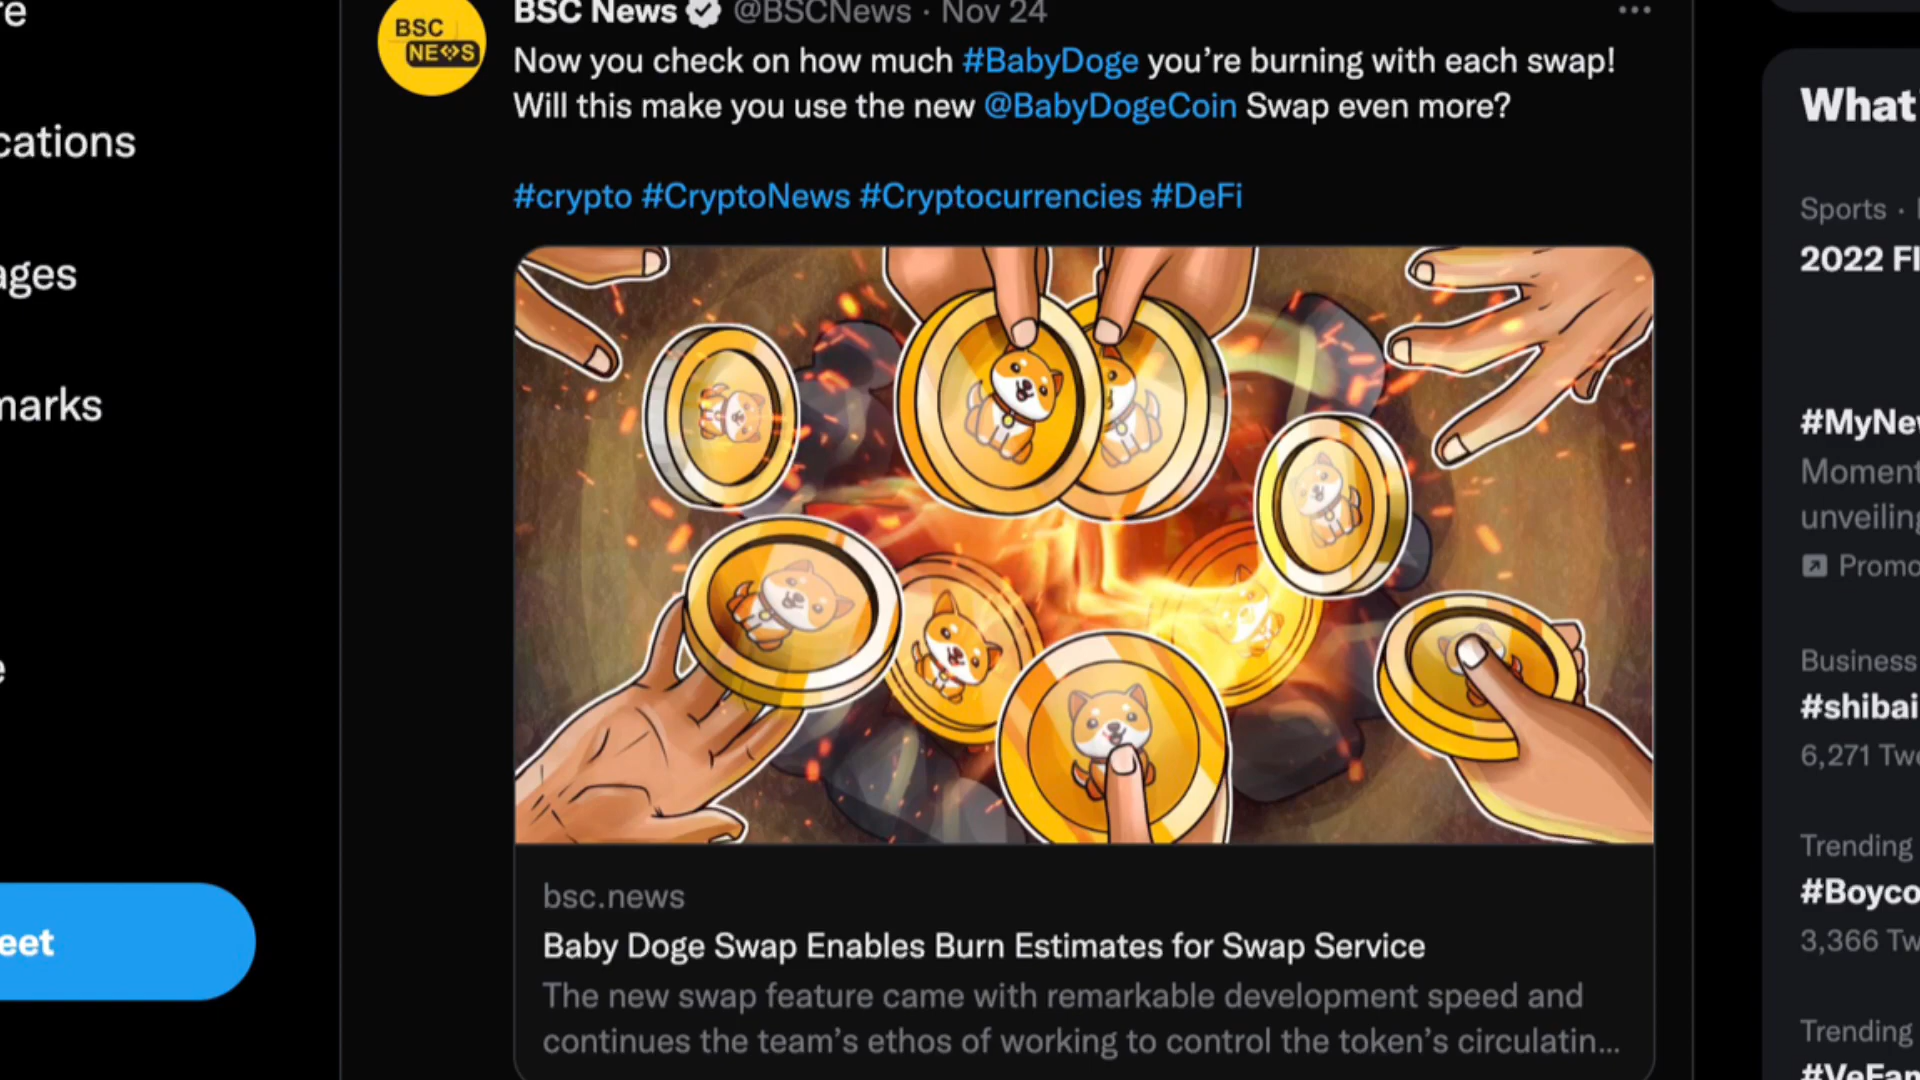 BSC News @BSCNews · Nov 24
Now you check on how much #BabyDoge you're burning with each swap!
Will this make you use the new @BabyDogeCoin Swap even more?
#crypto #CryptoNews #Cryptocurrencies #DeFi
BSC
NEWS
bsc.news
Baby Doge Swap Enables Burn Estimates for Swap Service
The new swap feature came with remarkable development speed and
continues the team's ethos of working to control the token's circulatin...
re
cations
ages
marks
e
eet
What
Sports ·
2022 FI
#MyNew
Moment
unveiling
Promo
Business
#shibai
6,271 Twe
Trending
#Boyco
3,366 Tw
Trending
#VeFam